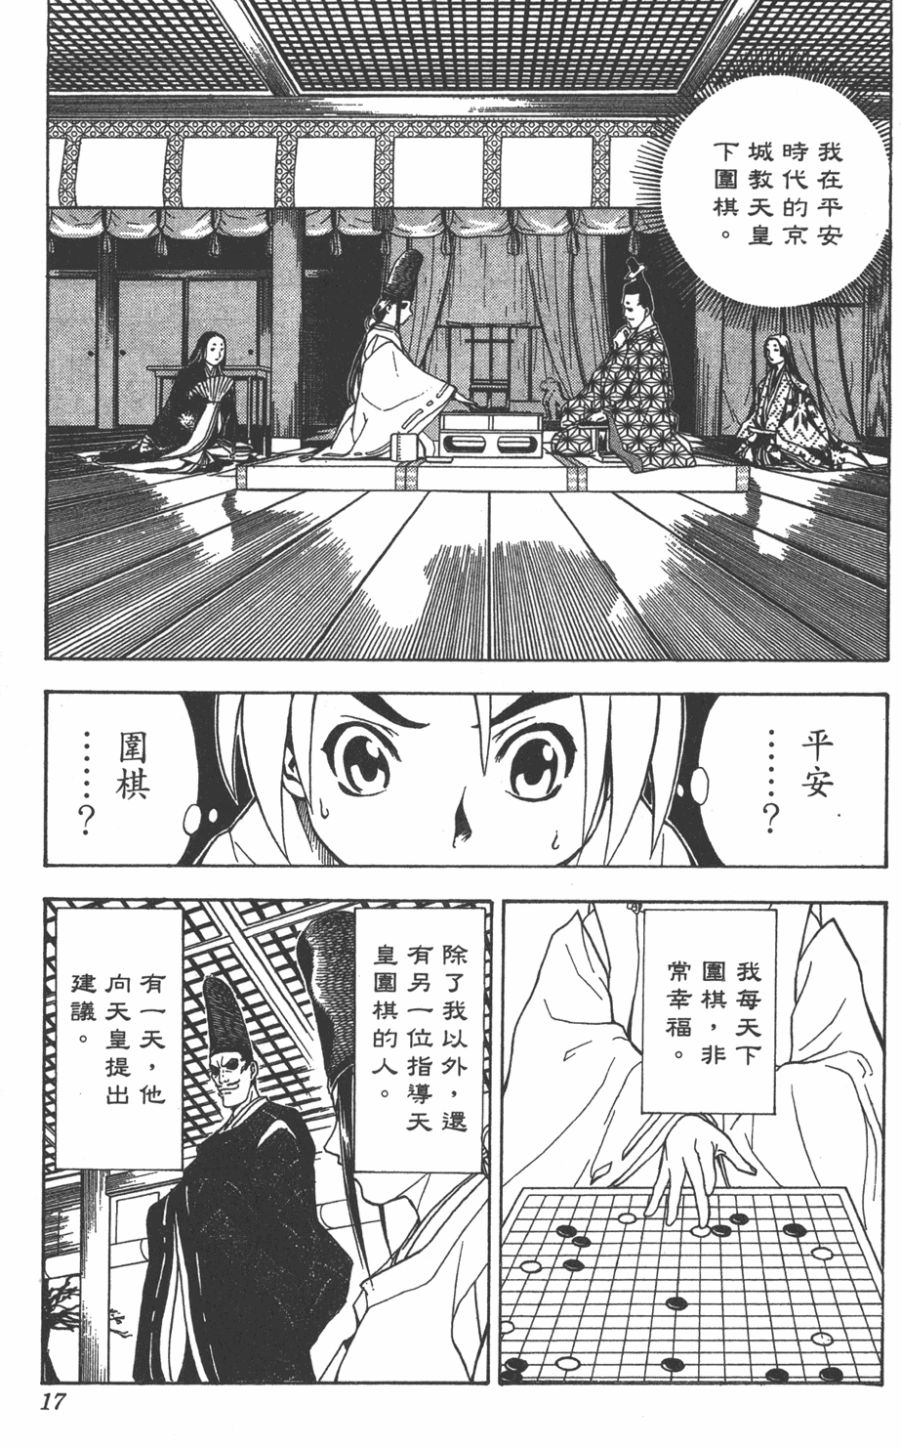 我在平安
時代的京
城教天皇
下圍棋。
平安
……?
圍棋
……?
我每天下
圍棋，非
常幸福。
除了我以外，還
有另一位指導天
皇圍棋的人。
有一天，他
向天皇提出
建議。
17